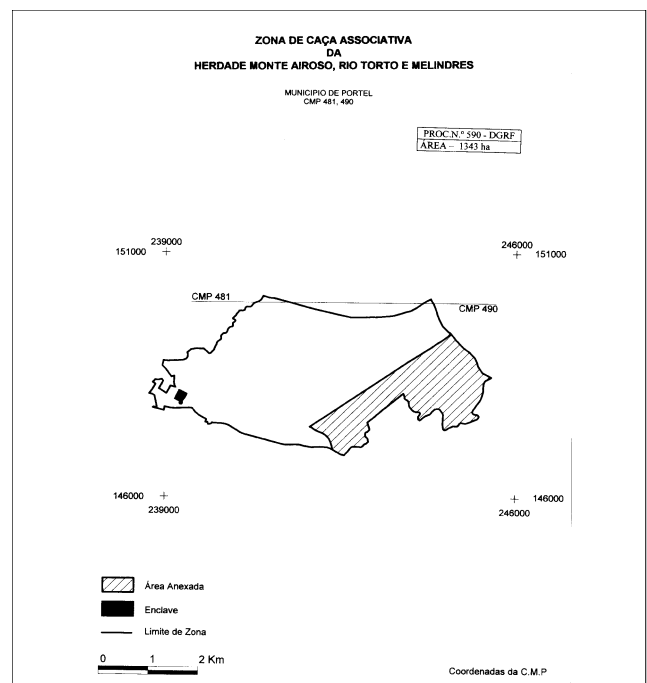 ZONA DE CAÇA ASSOCIATIVA
DA
HERDADE MONTE AIROSO, RIO TORTO E MELINDRES
MUNICIPIO DE PORTEL
CMP 481, 490
PROC.N.º 590 - DGRF
ÁREA – 1343 ha
239000
151000
246000
151000
CMP 481
CMP 490
146000
239000
146000
246000
Área Anexada
Enclave
Limite de Zona
0 1 2 Km
Coordenadas da C.M.P